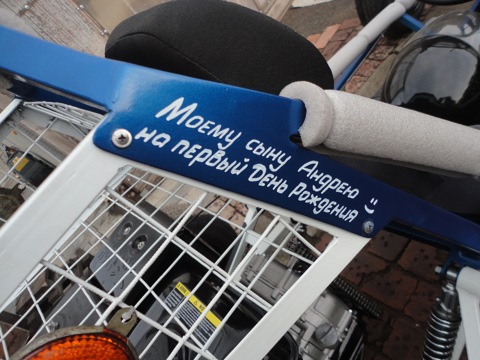 Моему сыну Андрею :)
на первый День рождения